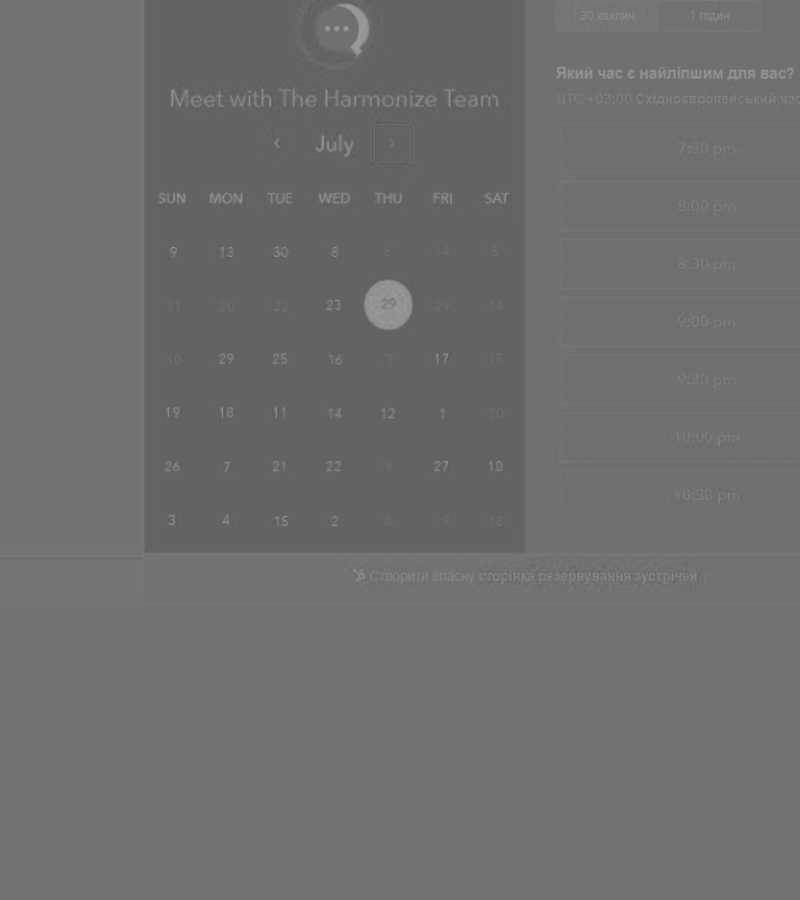 Meet with The Harmonize Team
‹ July ›
SUN MON TUE WED THU FRI SAT
9 13 30 8 6 14 5
31 20 22 23 29 29 14
18 29 25 16 3 17 15
19 18 11 14 12 1 20
26 7 21 22 9 27 10
3 4 15 2 8 19 18
30 хвилин 1 годин
Який час є найліпшим для вас?
UTC +03:00 Східноєвропейський час
7:30 pm
8:00 pm
8:30 pm
9:00 pm
9:30 pm
10:00 pm
10:30 pm
Створити власну сторінка резервування зустрічей